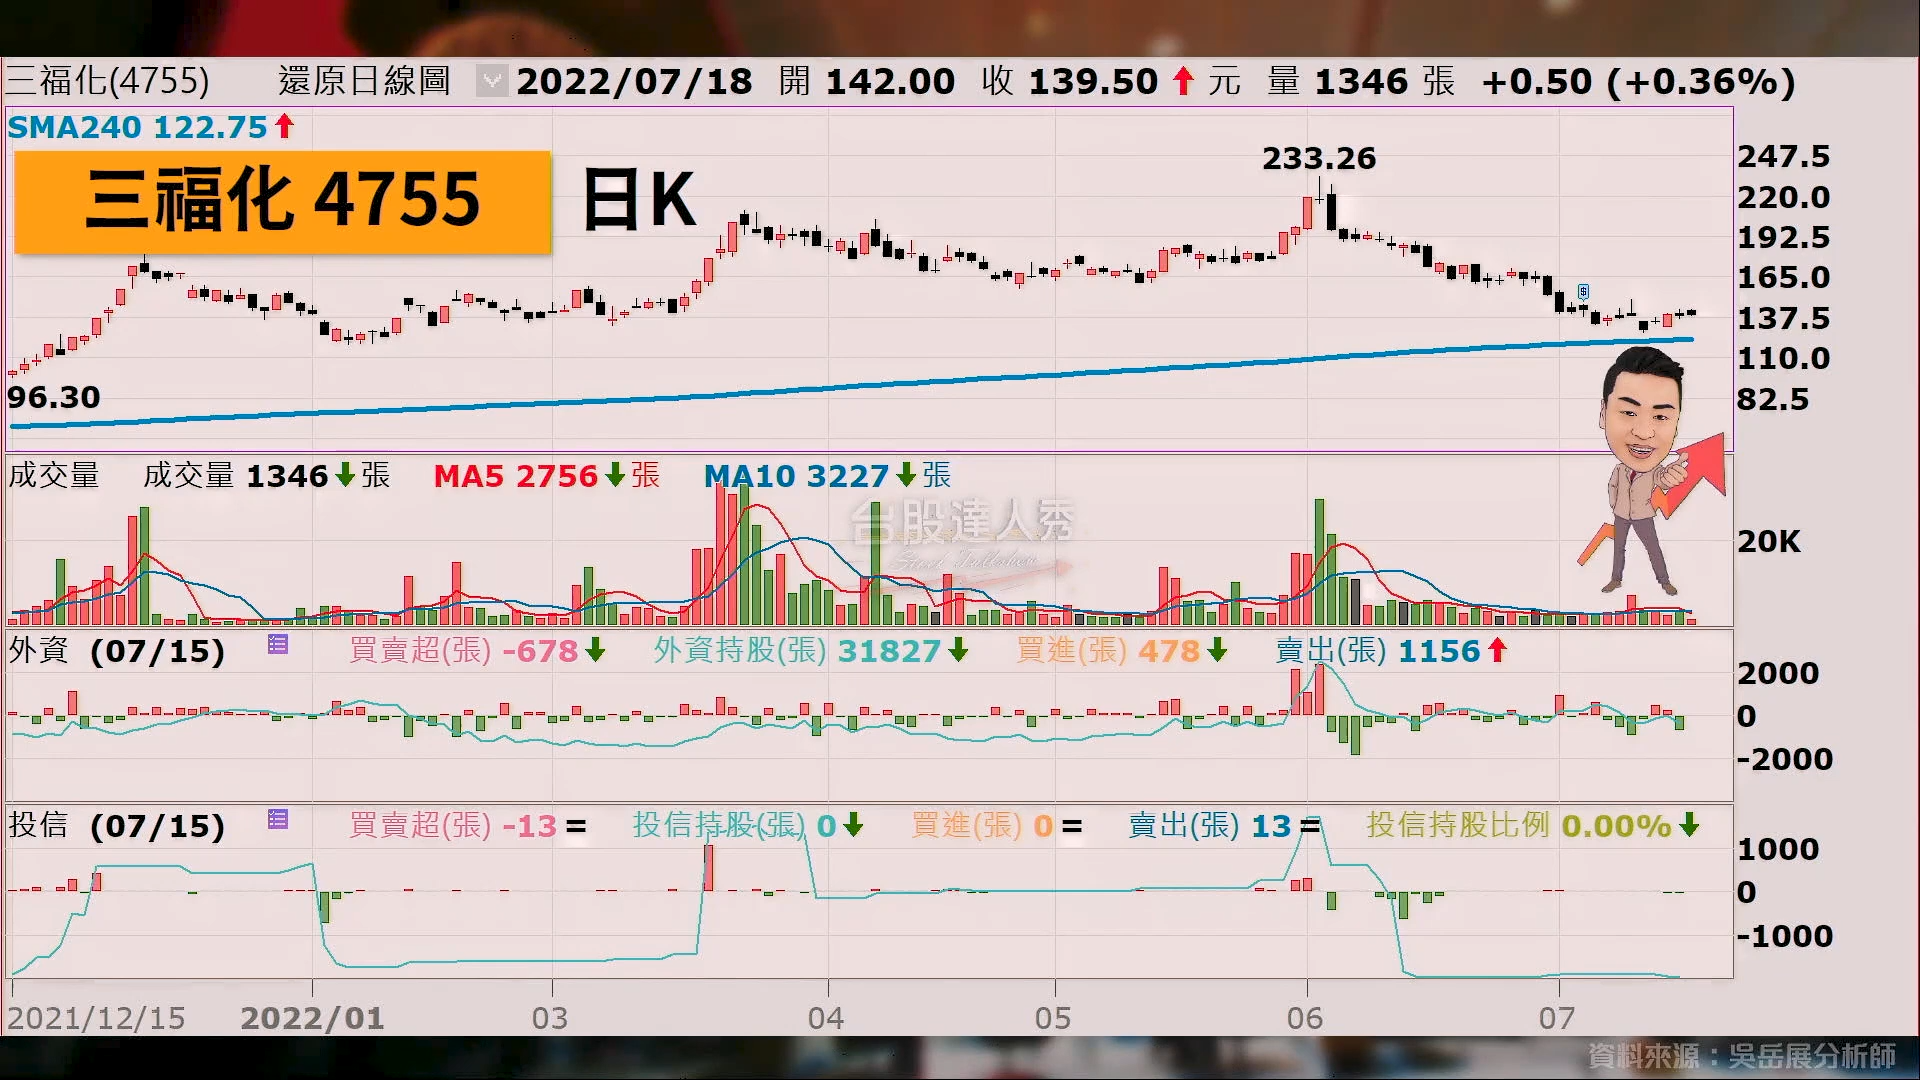 三福化(4755) 還原日線圖 2022/07/18 開 142.00 收 139.50 元 量 1346 張 +0.50 (+0.36%)
SMA240 122.75
三福化 4755 日K
233.26
96.30
247.5
220.0
192.5
165.0
137.5
110.0
82.5
成交量 成交量 1346 張 MA5 2756 張 MA10 3227 張
台股達人秀
Stock Talkshow
20K
外資 (07/15) 買賣超(張) -678 外資持股(張) 31827 買進(張) 478 賣出(張) 1156
2000
0
-2000
投信 (07/15) 買賣超(張) -13 = 投信持股(張) 0 買進(張) 0 = 賣出(張) 13 = 投信持股比例 0.00%
1000
0
-1000
2021/12/15 2022/01 03 04 05 06 07
資料來源：吳岳展分析師